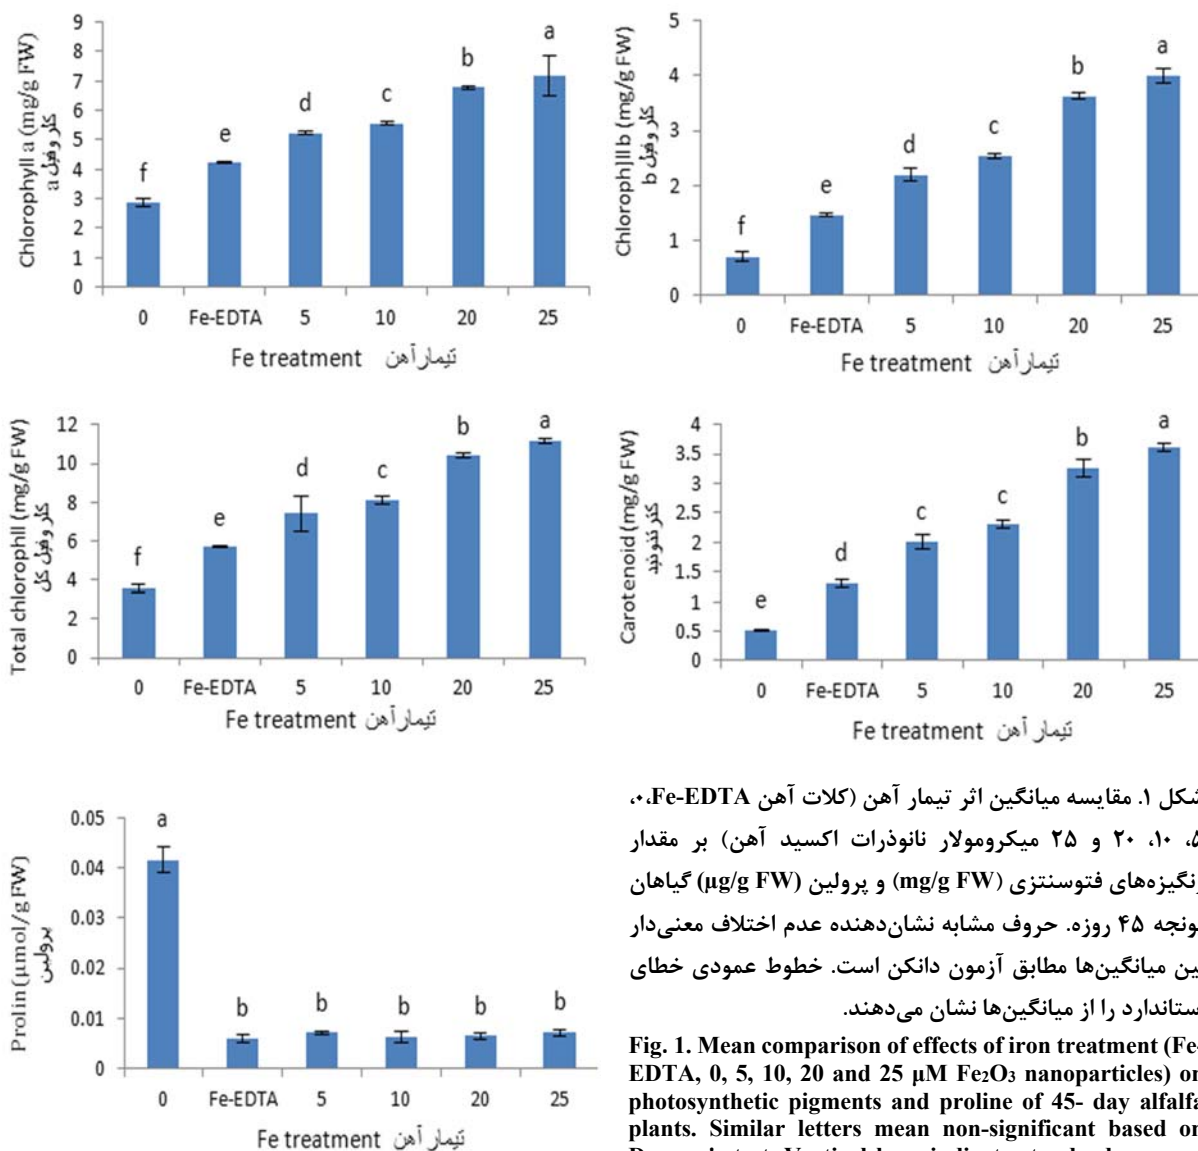 Chlorophyll a (mg/g FW)
کلروفیل a
9
8
7
6
5
4
3
2
1
0
f
e
d
c
b
a
0 Fe-EDTA 5 10 20 25
Fe treatment تیمار آهن
ChlorophJll b (mg/g FW)
کلروفیل b
5
4
3
2
1
0
f
e
d
c
b
a
0 Fe-EDTA 5 10 20 25
Fe treatment تیمار آهن
Total chlorophll (mg/g FW)
کلروفیل کل
12
10
8
6
4
2
0
f
e
d
c
b
a
0 Fe-EDTA 5 10 20 25
Fe treatment تیمار آهن
Carotenoid (mg/g FW)
4
3.5
3
2.5
2
1.5
1
0.5
0
e
d
c
c
b
a
0 Fe-EDTA 5 10 20 25
Fe treatment تیمار آهن
Prolin (µmol/g FW)
پرولین
0.05
0.04
0.03
0.02
0.01
0
a
b
b
b
b
b
0 Fe-EDTA 5 10 20 25
Fe treatment تیمار آهن
شکل ۱. مقایسه میانگین اثر تیمار آهن (کلات آهن Fe-EDTA،۰،
۵، ۱۰، ۲۰ و ۲۵ میکرومولار نانوذرات اکسید آهن) بر مقدار
رنگیزه‌های فتوسنتزی (mg/g FW) و پرولین (µg/g FW) گیاهان
یونجه ۴۵ روزه. حروف مشابه نشان‌دهنده عدم اختلاف معنی‌دار
بین میانگین‌ها مطابق آزمون دانکن است. خطوط عمودی خطای
استاندارد را از میانگین‌ها نشان می‌دهند.
Fig. 1. Mean comparison of effects of iron treatment (Fe-
EDTA, 0, 5, 10, 20 and 25 µM Fe₂O₃ nanoparticles) on
photosynthetic pigments and proline of 45- day alfalfa
plants. Similar letters mean non-significant based on